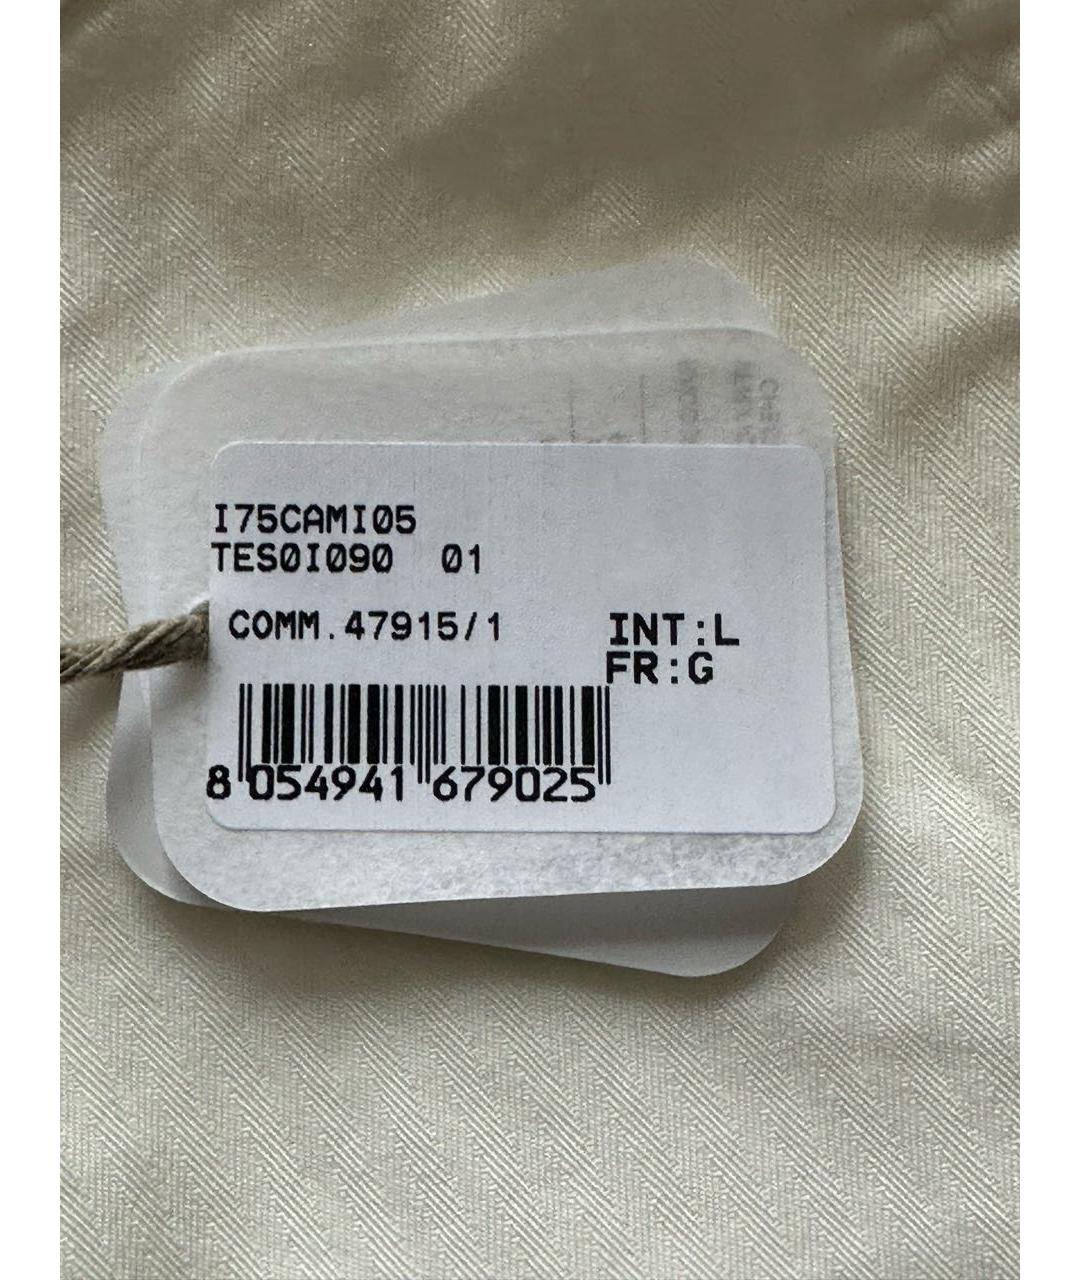 I75CAMI05
TES0I090 01
COMM.47915/1
INT:L
FR:G
8 054941 679025